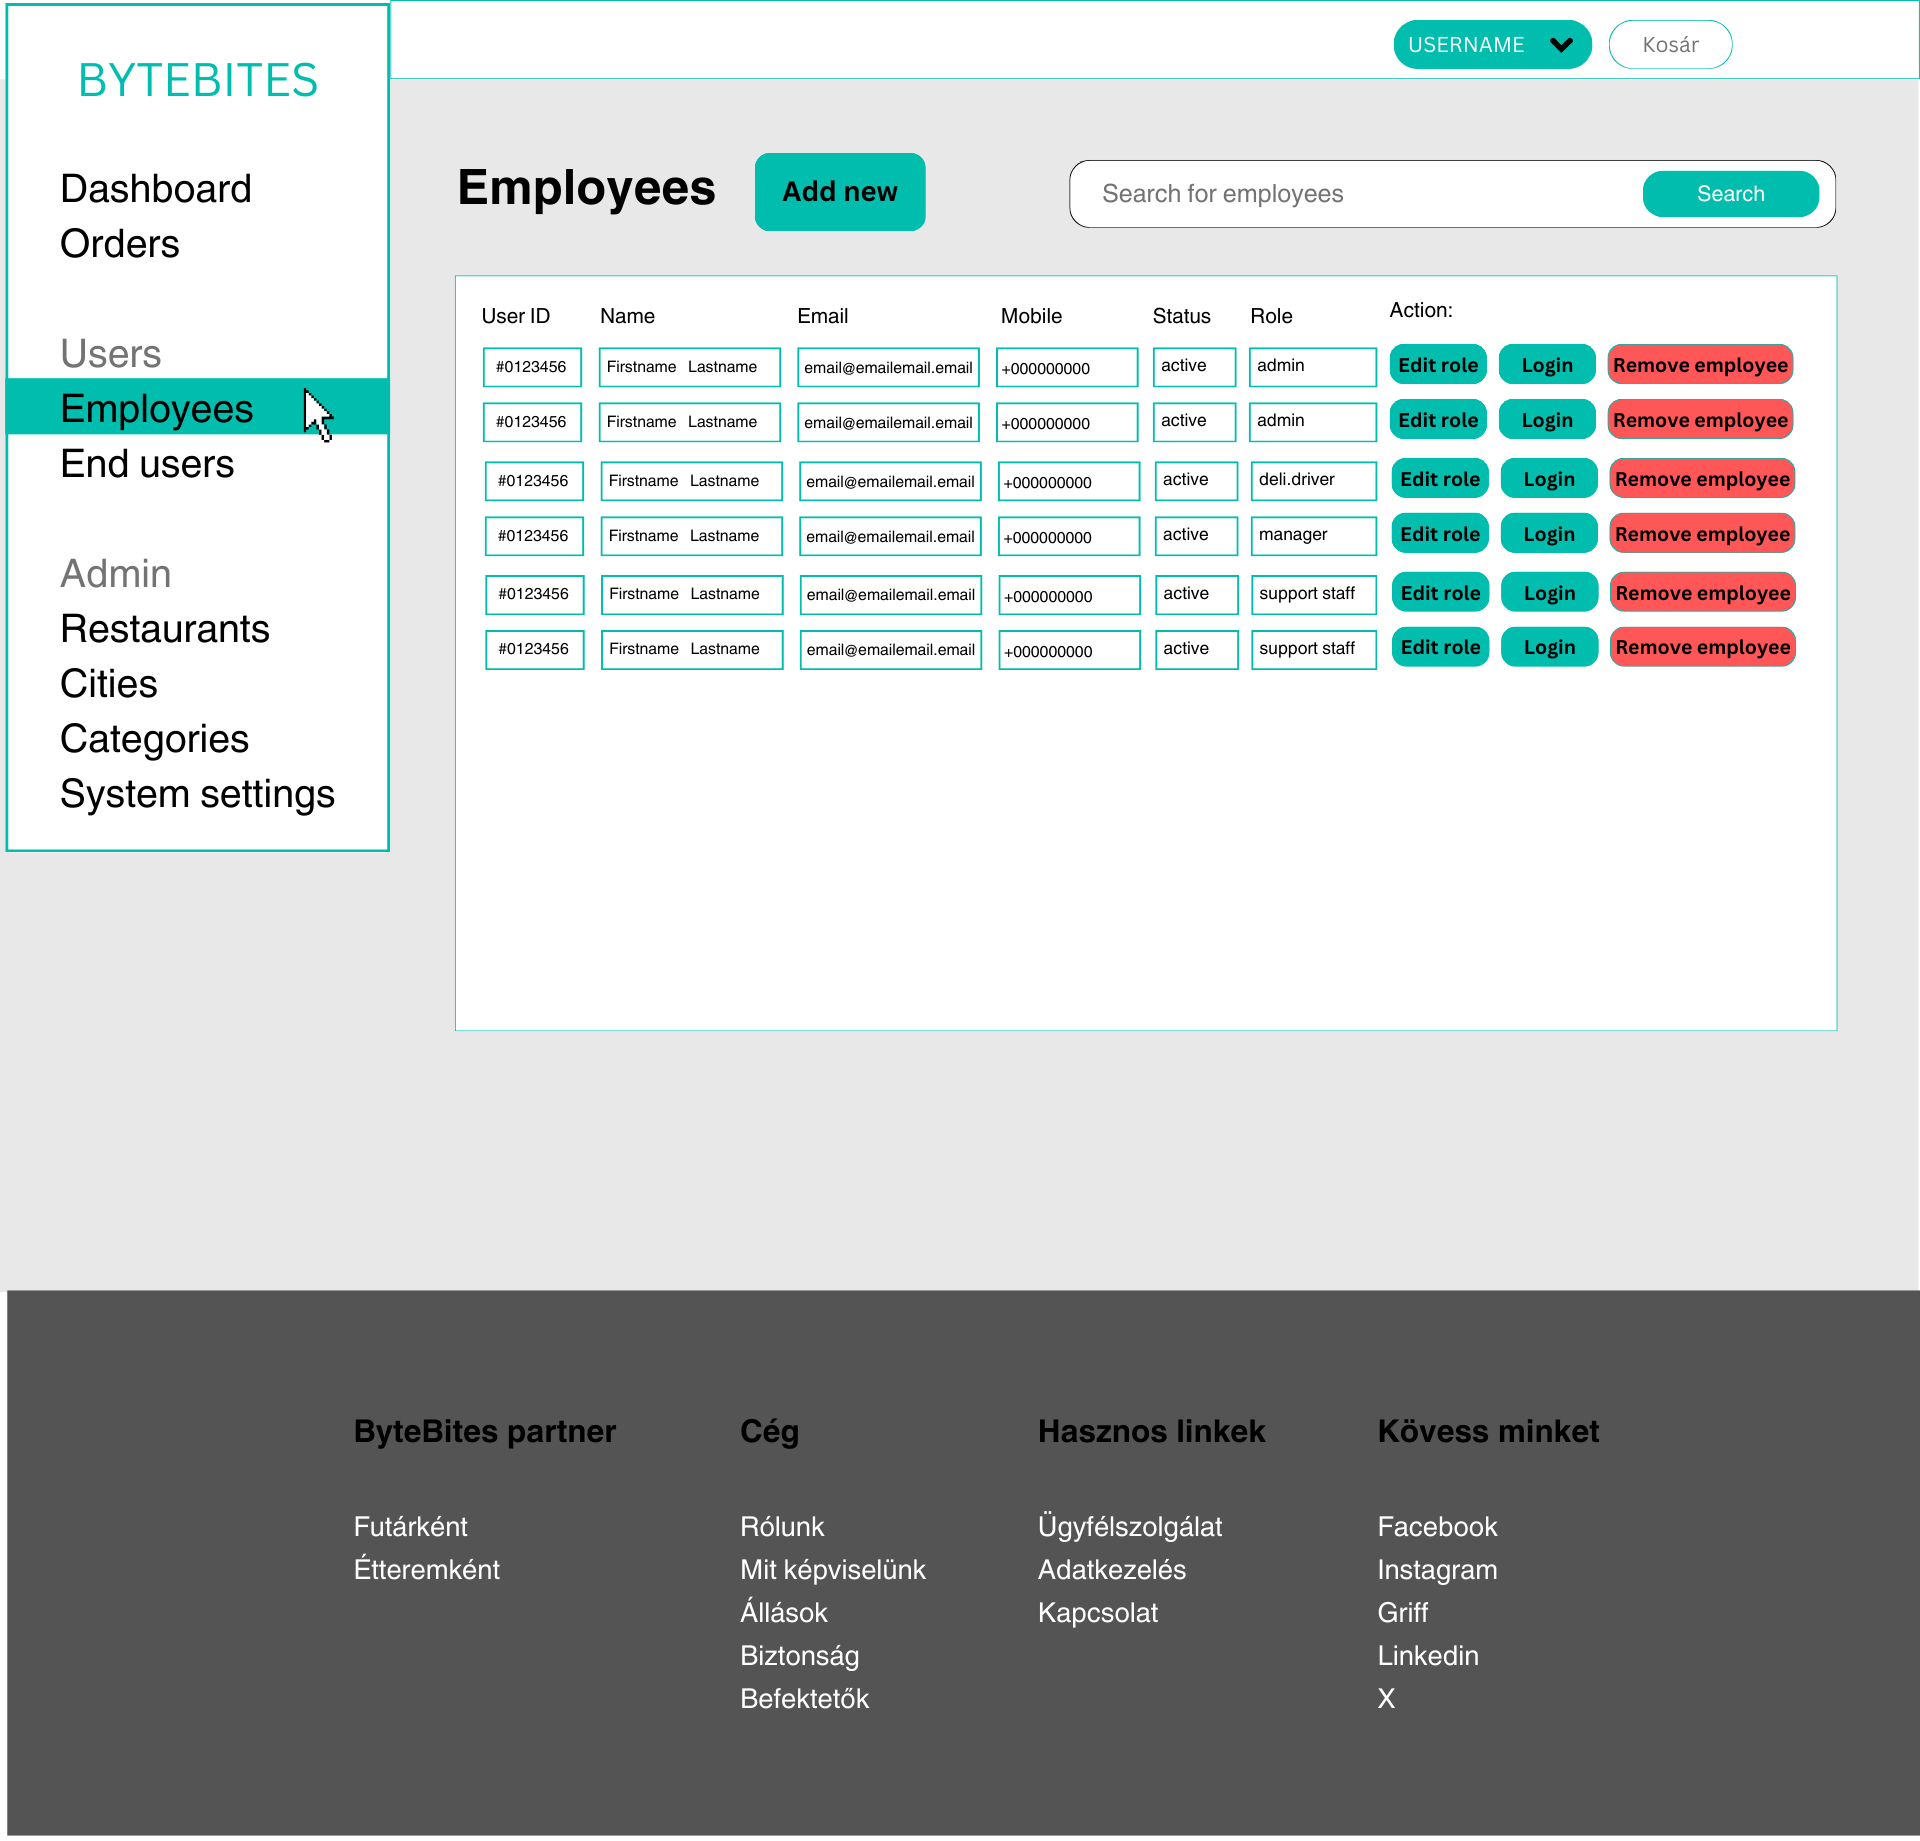 BYTEBITES
USERNAME Kosár
Dashboard
Orders
Users
Employees
End users
Admin
Restaurants
Cities
Categories
System settings
Employees Add new Search for employees Search
User ID Name Email Mobile Status Role Action:
#0123456 Firstname Lastname email@emailemail.email +000000000 active admin Edit role Login Remove employee
#0123456 Firstname Lastname email@emailemail.email +000000000 active admin Edit role Login Remove employee
#0123456 Firstname Lastname email@emailemail.email +000000000 active deli.driver Edit role Login Remove employee
#0123456 Firstname Lastname email@emailemail.email +000000000 active manager Edit role Login Remove employee
#0123456 Firstname Lastname email@emailemail.email +000000000 active support staff Edit role Login Remove employee
#0123456 Firstname Lastname email@emailemail.email +000000000 active support staff Edit role Login Remove employee
ByteBites partner
Futárként
Étteremként
Cég
Rólunk
Mit képviselünk
Állások
Biztonság
Befektetők
Hasznos linkek
Ügyfélszolgálat
Adatkezelés
Kapcsolat
Kövess minket
Facebook
Instagram
Griff
Linkedin
X